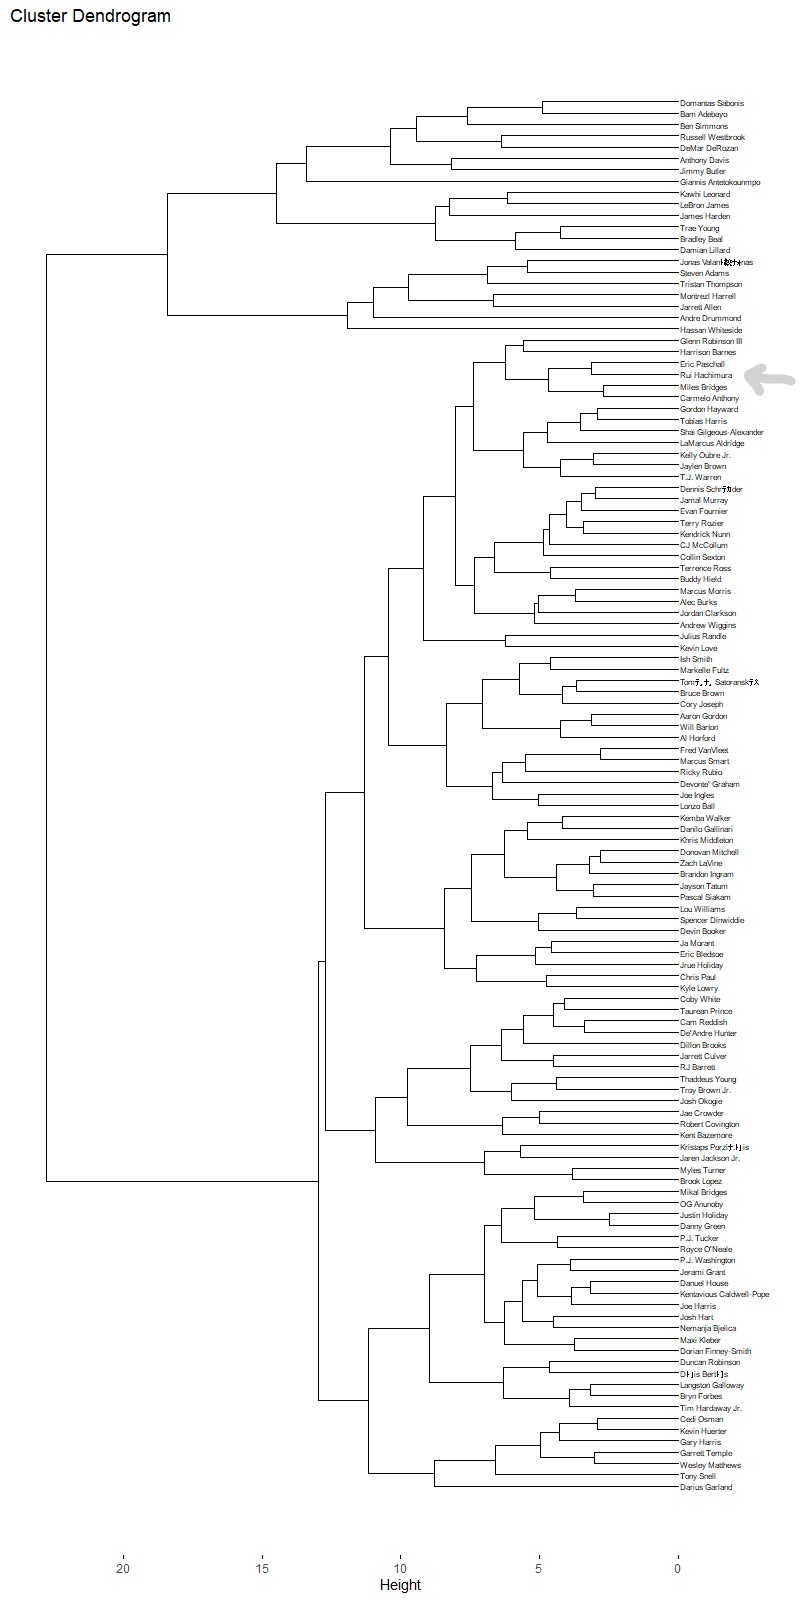 Cluster Dendrogram
Domantas Sabonis
Bam Adebayo
Ben Simmons
Russell Westbrook
DeMar DeRozan
Anthony Davis
Jimmy Butler
Giannis Antetokounmpo
Kawhi Leonard
LeBron James
James Harden
Trae Young
Bradley Beal
Damian Lillard
Jonas
Steven Adams
Tristan Thompson
Montrezl Harrell
Jarrett Allen
Andre Drummond
Hassan Whiteside
Glenn Robinson III
Harrison Barnes
Eric Paschall
Rui Hachimura
Miles Bridges
Carmelo Anthony
Gordon Hayward
Tobias Harris
Shai Gilgeous-Alexander
LaMarcus Aldridge
Kelly Oubre Jr.
Jaylen Brown
T.J. Warren
Dennis
Jamal Murray
Evan Fournier
Terry Rozier
Kendrick Nunn
CJ McCollum
Collin Sexton
Terrence Ross
Buddy Hield
Marcus Morris
Alec Burks
Jordan Clarkson
Andrew Wiggins
Julius Randle
Kevin Love
Ish Smith
Markelle Fultz
Bruce Brown
Cory Joseph
Aaron Gordon
Will Barton
Al Horford
Fred VanVleet
Marcus Smart
Ricky Rubio
Devonte' Graham
Joe Ingles
Lonzo Ball
Kemba Walker
Danilo Gallinari
Khris Middleton
Donovan Mitchell
Zach LaVine
Brandon Ingram
Jayson Tatum
Pascal Siakam
Lou Williams
Spencer Dinwiddie
Devin Booker
Ja Morant
Eric Bledsoe
Jrue Holiday
Chris Paul
Kyle Lowry
Coby White
Taurean Prince
Cam Reddish
De'Andre Hunter
Dillon Brooks
Jarrett Culver
RJ Barrett
Thaddeus Young
Troy Brown Jr.
Josh Okogie
Jae Crowder
Robert Covington
Kent Bazemore
Kristaps
Jaren Jackson Jr.
Myles Turner
Brook Lopez
Mikal Bridges
OG Anunoby
Justin Holiday
Danny Green
P.J. Tucker
Royce O'Neale
P.J. Washington
Jerami Grant
Danuel House
Kentavious Caldwell-Pope
Joe Harris
Josh Hart
Nemanja Bjelica
Maxi Kleber
Dorian Finney-Smith
Duncan Robinson
Langston Galloway
Bryn Forbes
Tim Hardaway Jr.
Cedi Osman
Kevin Huerter
Gary Harris
Garrett Temple
Wesley Matthews
Tony Snell
Darius Garland
20 15 10 5 0
Height